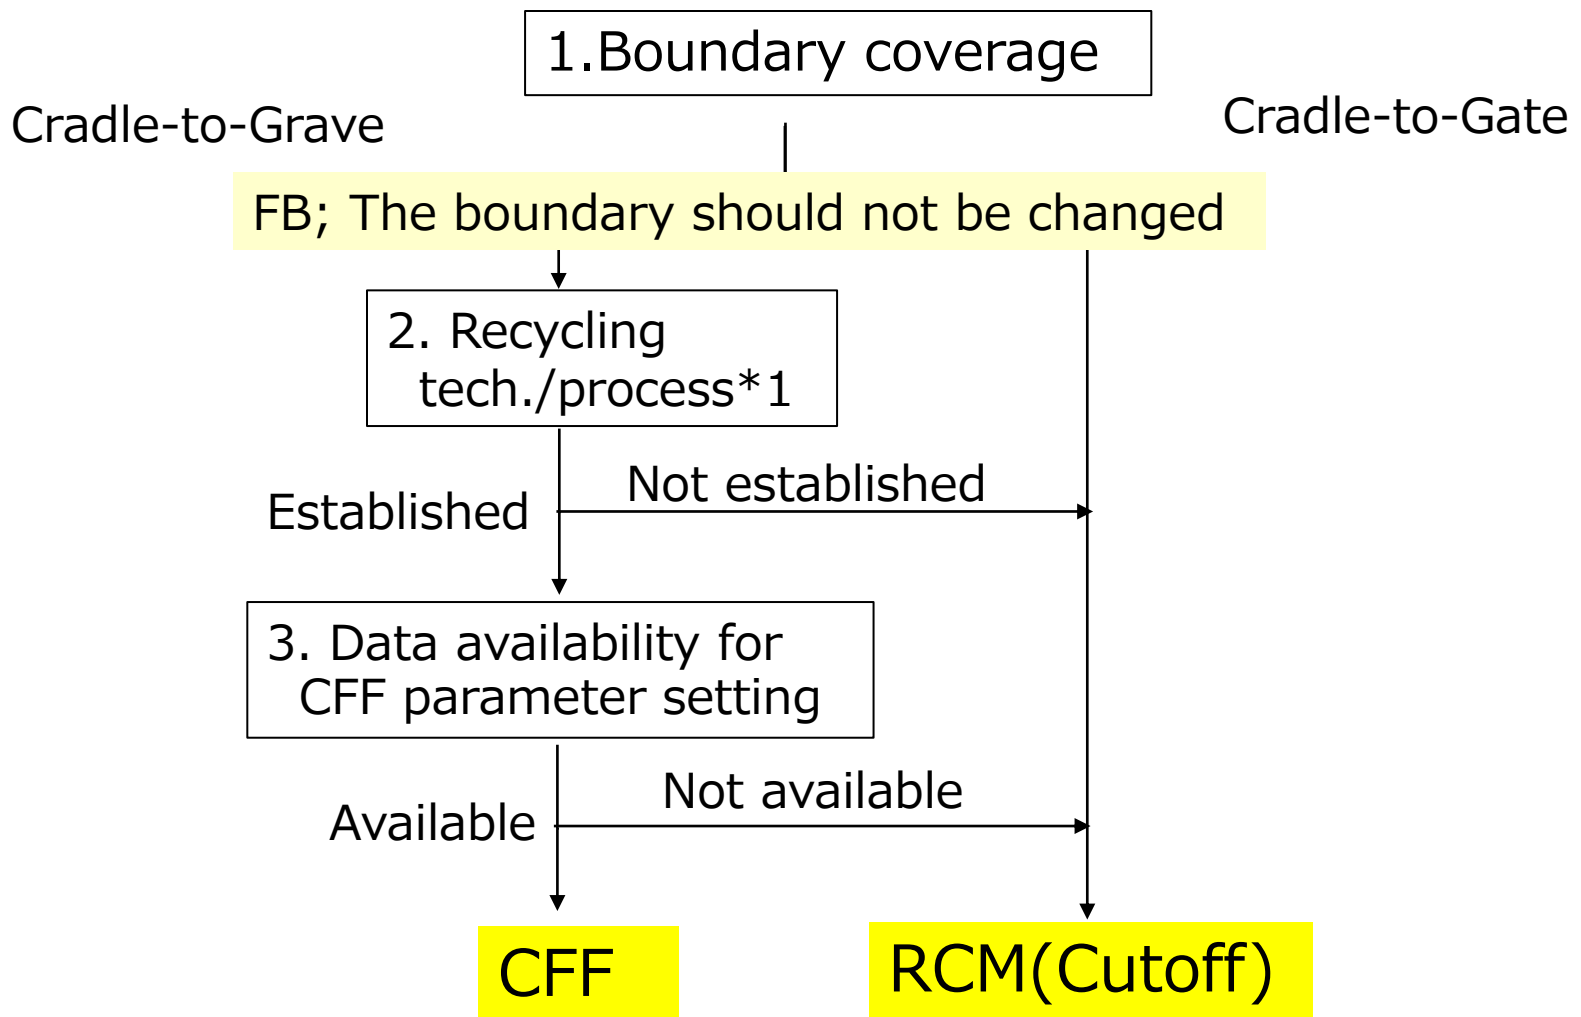 1.Boundary coverage
Cradle-to-Grave
Cradle-to-Gate
FB; The boundary should not be changed
2. Recycling
tech./process*1
Not established
Established
3. Data availability for
CFF parameter setting
Not available
Available
CFF
RCM(Cutoff)